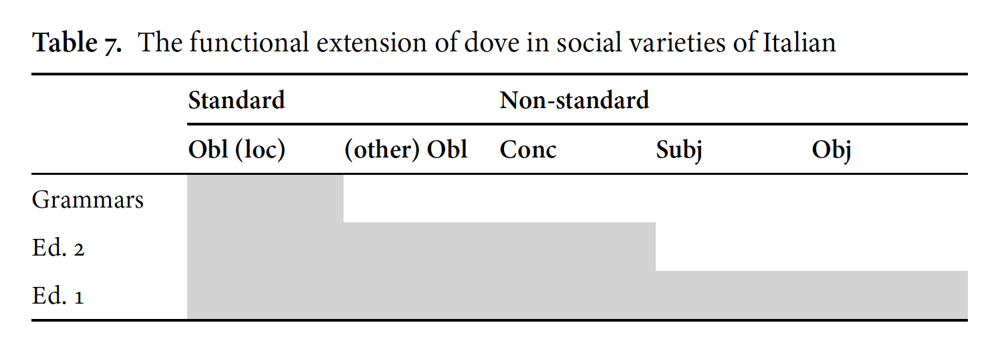 Table 7. The functional extension of dove in social varieties of Italian
Standard Non-standard
Obl (loc) (other) Obl Conc Subj Obj
Grammars
Ed. 2
Ed. 1